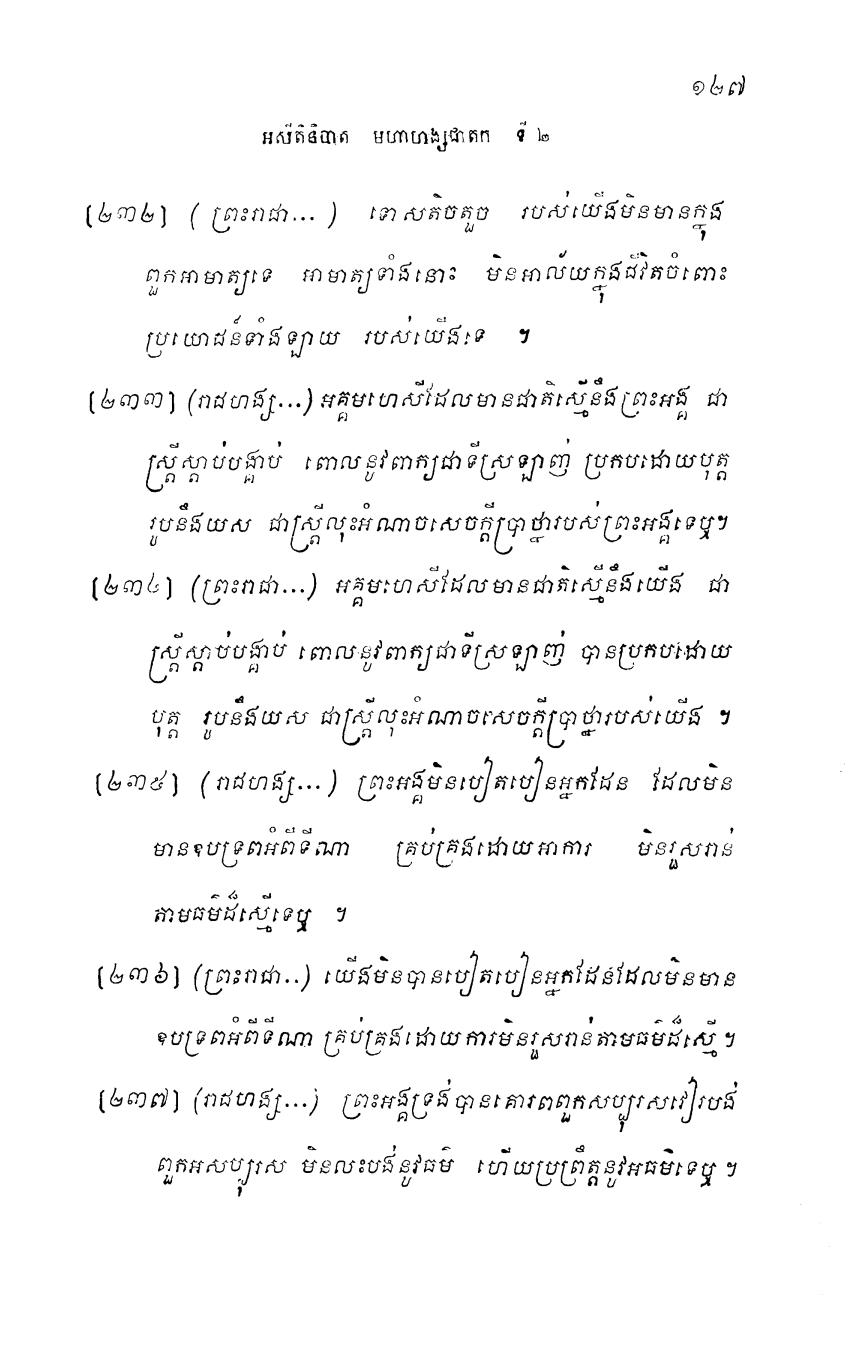 ១២៧
អសីតិនិបាត មហាហង្សជាតក ទី ២
[២៣២] ( ព្រះរាជា... ) ទោសតិចតួច របស់យើងមិនមានក្នុង
ពួកអាមាត្យទេ អាមាត្យទាំងនោះ មិនអាល័យក្នុងជីវិតចំពោះ
ប្រយោជន៍ទាំងឡាយ របស់យើងទេ ។
[២៣៣] (រាជហង្ស...) អគ្គមហេសីដែលមានជាតិស្មើនឹងព្រះអង្គ ជា
ស្ត្រីស្តាប់បង្គាប់ ពោលនូវពាក្យជាទីស្រឡាញ់ ប្រកបដោយបុត្ត
រូបនឹងយស ជាស្ត្រីលុះអំណាចសេចក្តីប្រាថ្នារបស់ព្រះអង្គទេឬ។
[២៣៤] (ព្រះរាជា...) អគ្គមហេសីដែលមានជាតិស្មើនឹងយើង ជា
ស្ត្រីស្តាប់បង្គាប់ ពោលនូវពាក្យជាទីស្រឡាញ់ បានប្រកបដោយ
បុត្ត រូបនឹងយស ជាស្ត្រីលុះអំណាចសេចក្តីប្រាថ្នារបស់យើង ។
[២៣៥] (រាជហង្ស...) ព្រះអង្គមិនបៀតបៀនអ្នកដែន ដែលមិន
មានឧបទ្រពអំពីទីណា គ្រប់គ្រងដោយអាការ មិនរួសរាន់
តាមធម៌ដ៏ស្មើទេឬ ។
[២៣៦] (ព្រះរាជា..) យើងមិនបានបៀតបៀនអ្នកដែនដែលមិនមាន
ឧបទ្រពអំពីទីណា គ្រប់គ្រងដោយការមិនរួសរាន់តាមធម៌ដ៏ស្មើ ។
[២៣៧] (រាជហង្ស...) ព្រះអង្គទ្រង់បានគោរពពួកសប្បុរសវៀរបង់
ពួកអសប្បុរស មិនលះបង់នូវធម៌ ហើយប្រព្រឹត្តនូវអធម៌ទេឬ ។